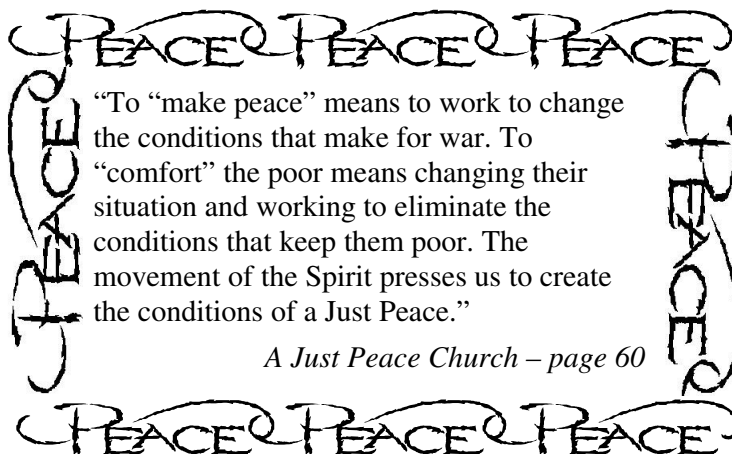 PEACE PEACE PEACE
PEACE
“To “make peace” means to work to change
the conditions that make for war. To
“comfort” the poor means changing their
situation and working to eliminate the
conditions that keep them poor. The
movement of the Spirit presses us to create
the conditions of a Just Peace.”
A Just Peace Church – page 60
PEACE
PEACE PEACE PEACE